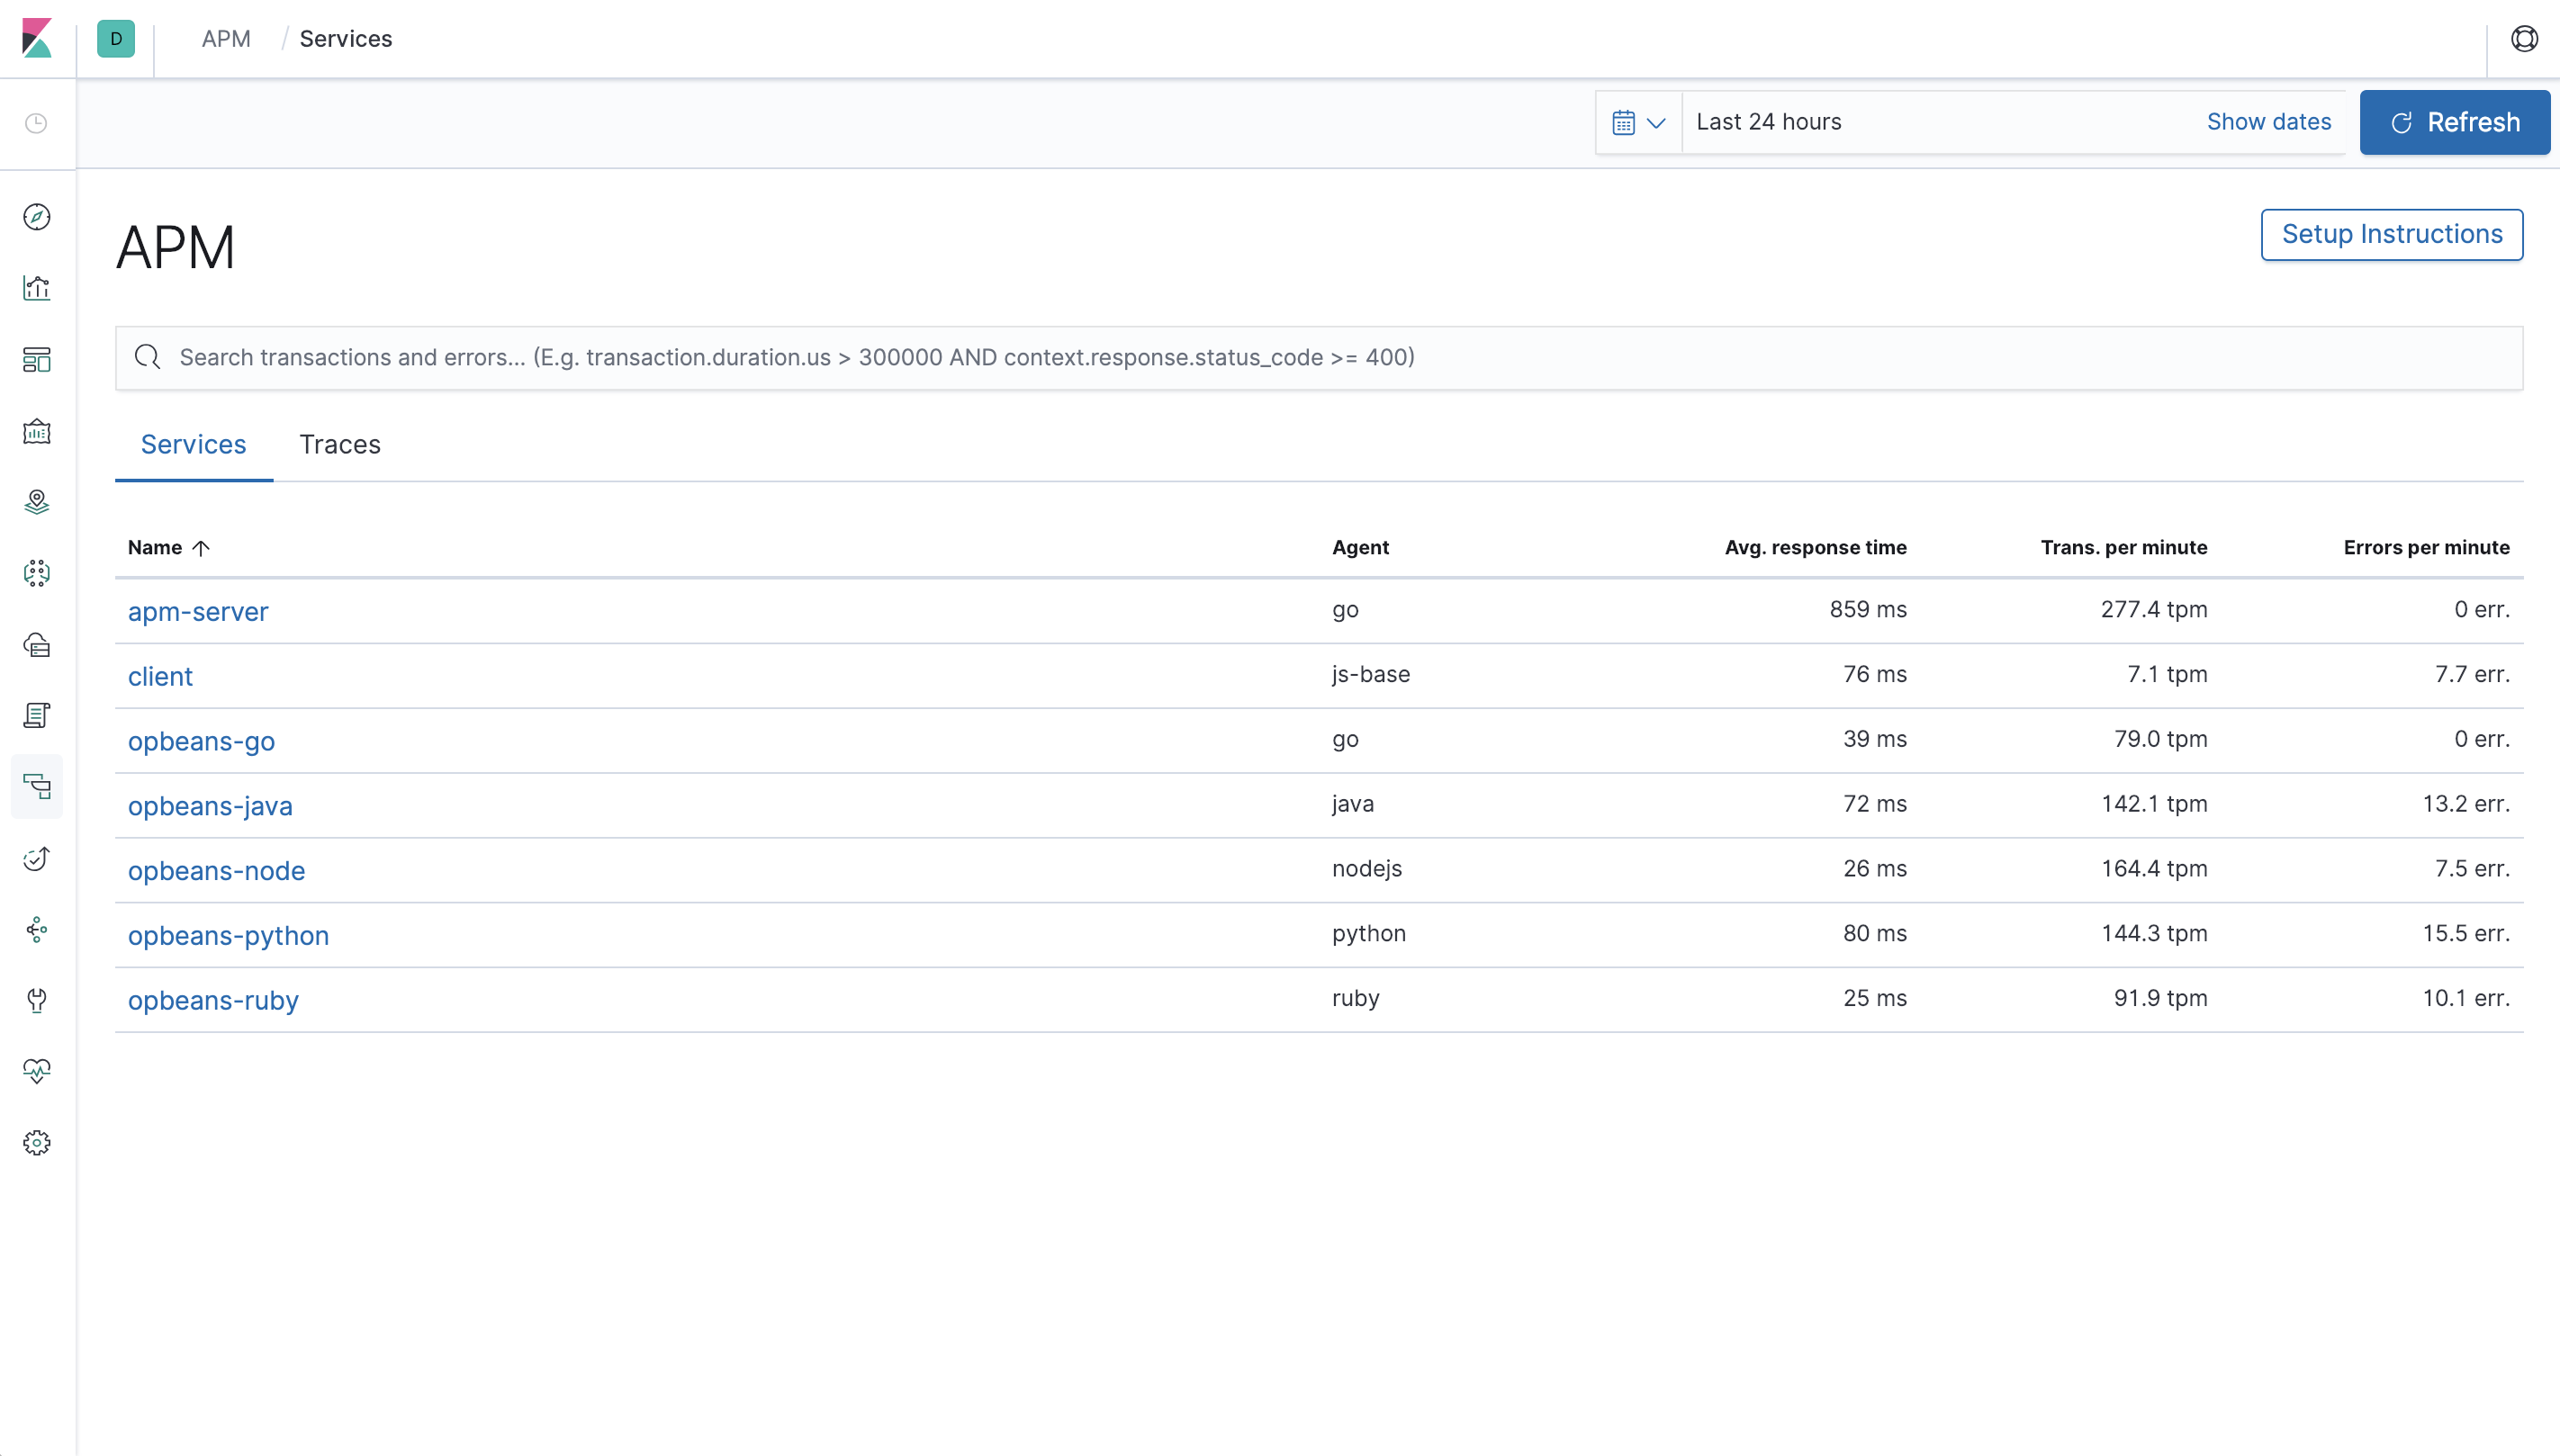 D APM / Services
Last 24 hours Show dates Refresh
APM
Setup Instructions
Search transactions and errors... (E.g. transaction.duration.us > 300000 AND context.response.status_code >= 400)
Services Traces
Name Agent Avg. response time Trans. per minute Errors per minute
apm-server go 859 ms 277.4 tpm 0 err.
client js-base 76 ms 7.1 tpm 7.7 err.
opbeans-go go 39 ms 79.0 tpm 0 err.
opbeans-java java 72 ms 142.1 tpm 13.2 err.
opbeans-node nodejs 26 ms 164.4 tpm 7.5 err.
opbeans-python python 80 ms 144.3 tpm 15.5 err.
opbeans-ruby ruby 25 ms 91.9 tpm 10.1 err.